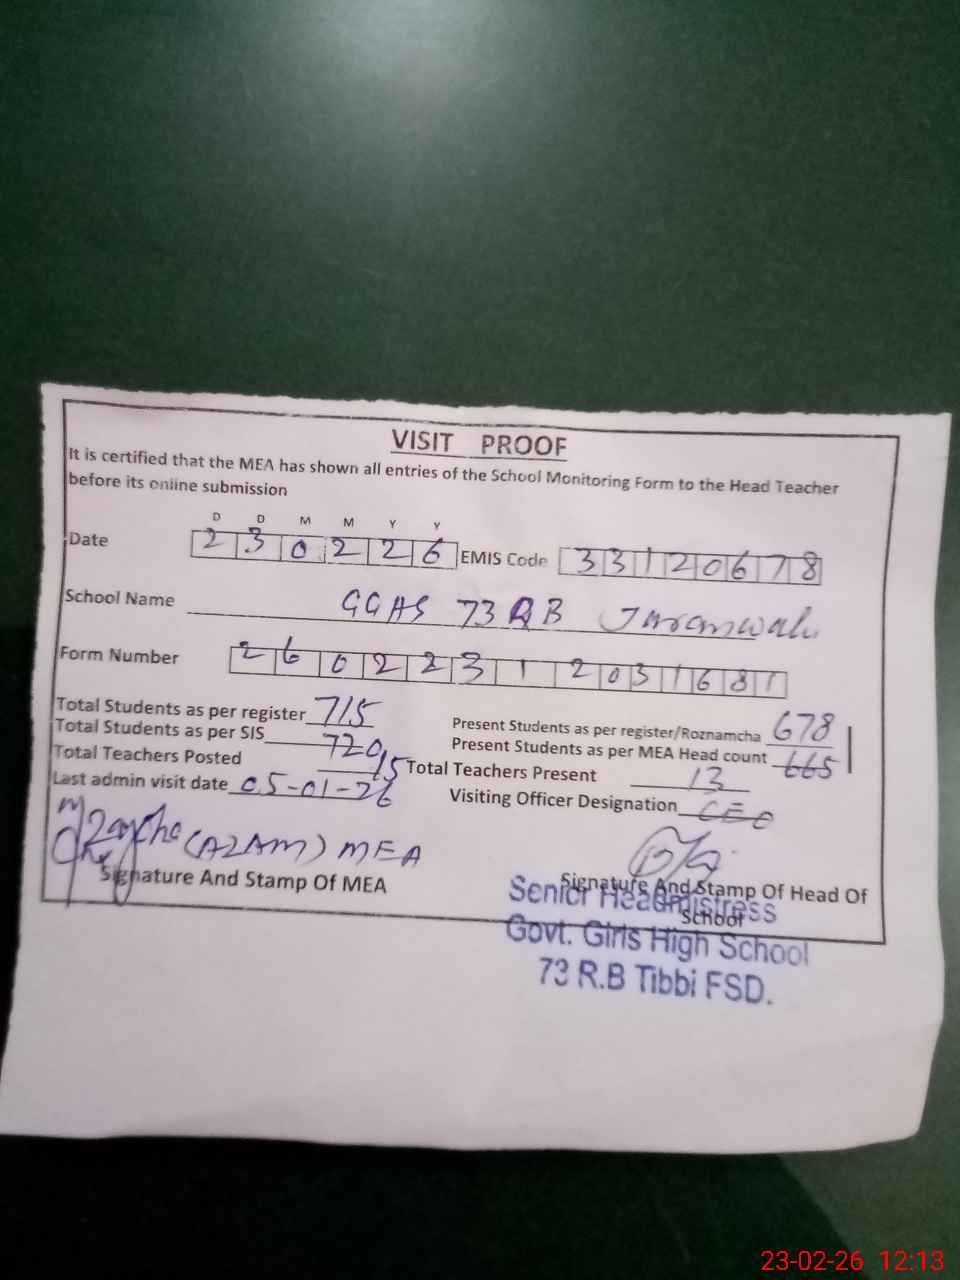 VISIT PROOF
It is certified that the MEA has shown all entries of the School Monitoring Form to the Head Teacher
before its online submission
D D M M Y Y
Date 2 3 0 2 2 6 EMIS Code 3 3 1 2 0 6 7 8
School Name GGHS 73 RB Jaranwala
Form Number 2 6 0 2 2 3 1 2 0 3 1 6 8 1
Total Students as per register 715 Present Students as per register/Roznamcha 678
Total Students as per SIS 720 Present Students as per MEA Head count 665
Total Teachers Posted 15 Total Teachers Present 13
Last admin visit date 05-01-26 Visiting Officer Designation CEO
(AZAM) MEA
Signature And Stamp Of MEA Signature And Stamp Of Head Of
School
Senior Headmistress
Govt. Girls High School
73 R.B Tibbi FSD.
23-02-26 12:13